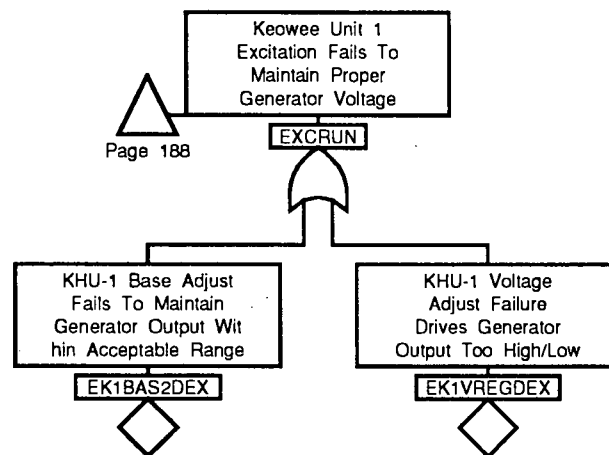 Keowee Unit 1
Excitation Fails To
Maintain Proper
Generator Voltage
Page 188
EXCRUN
KHU-1 Base Adjust
Fails To Maintain
Generator Output Wit
hin Acceptable Range
EK1BAS2DEX
KHU-1 Voltage
Adjust Failure
Drives Generator
Output Too High/Low
EK1VREGDEX